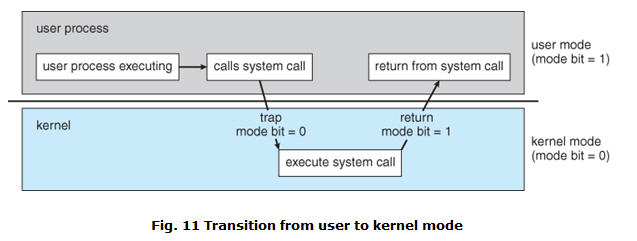 user process
user process executing
calls system call
return from system call
user mode
(mode bit = 1)
kernel
trap
mode bit = 0
return
mode bit = 1
execute system call
kernel mode
(mode bit = 0)
Fig. 11 Transition from user to kernel mode